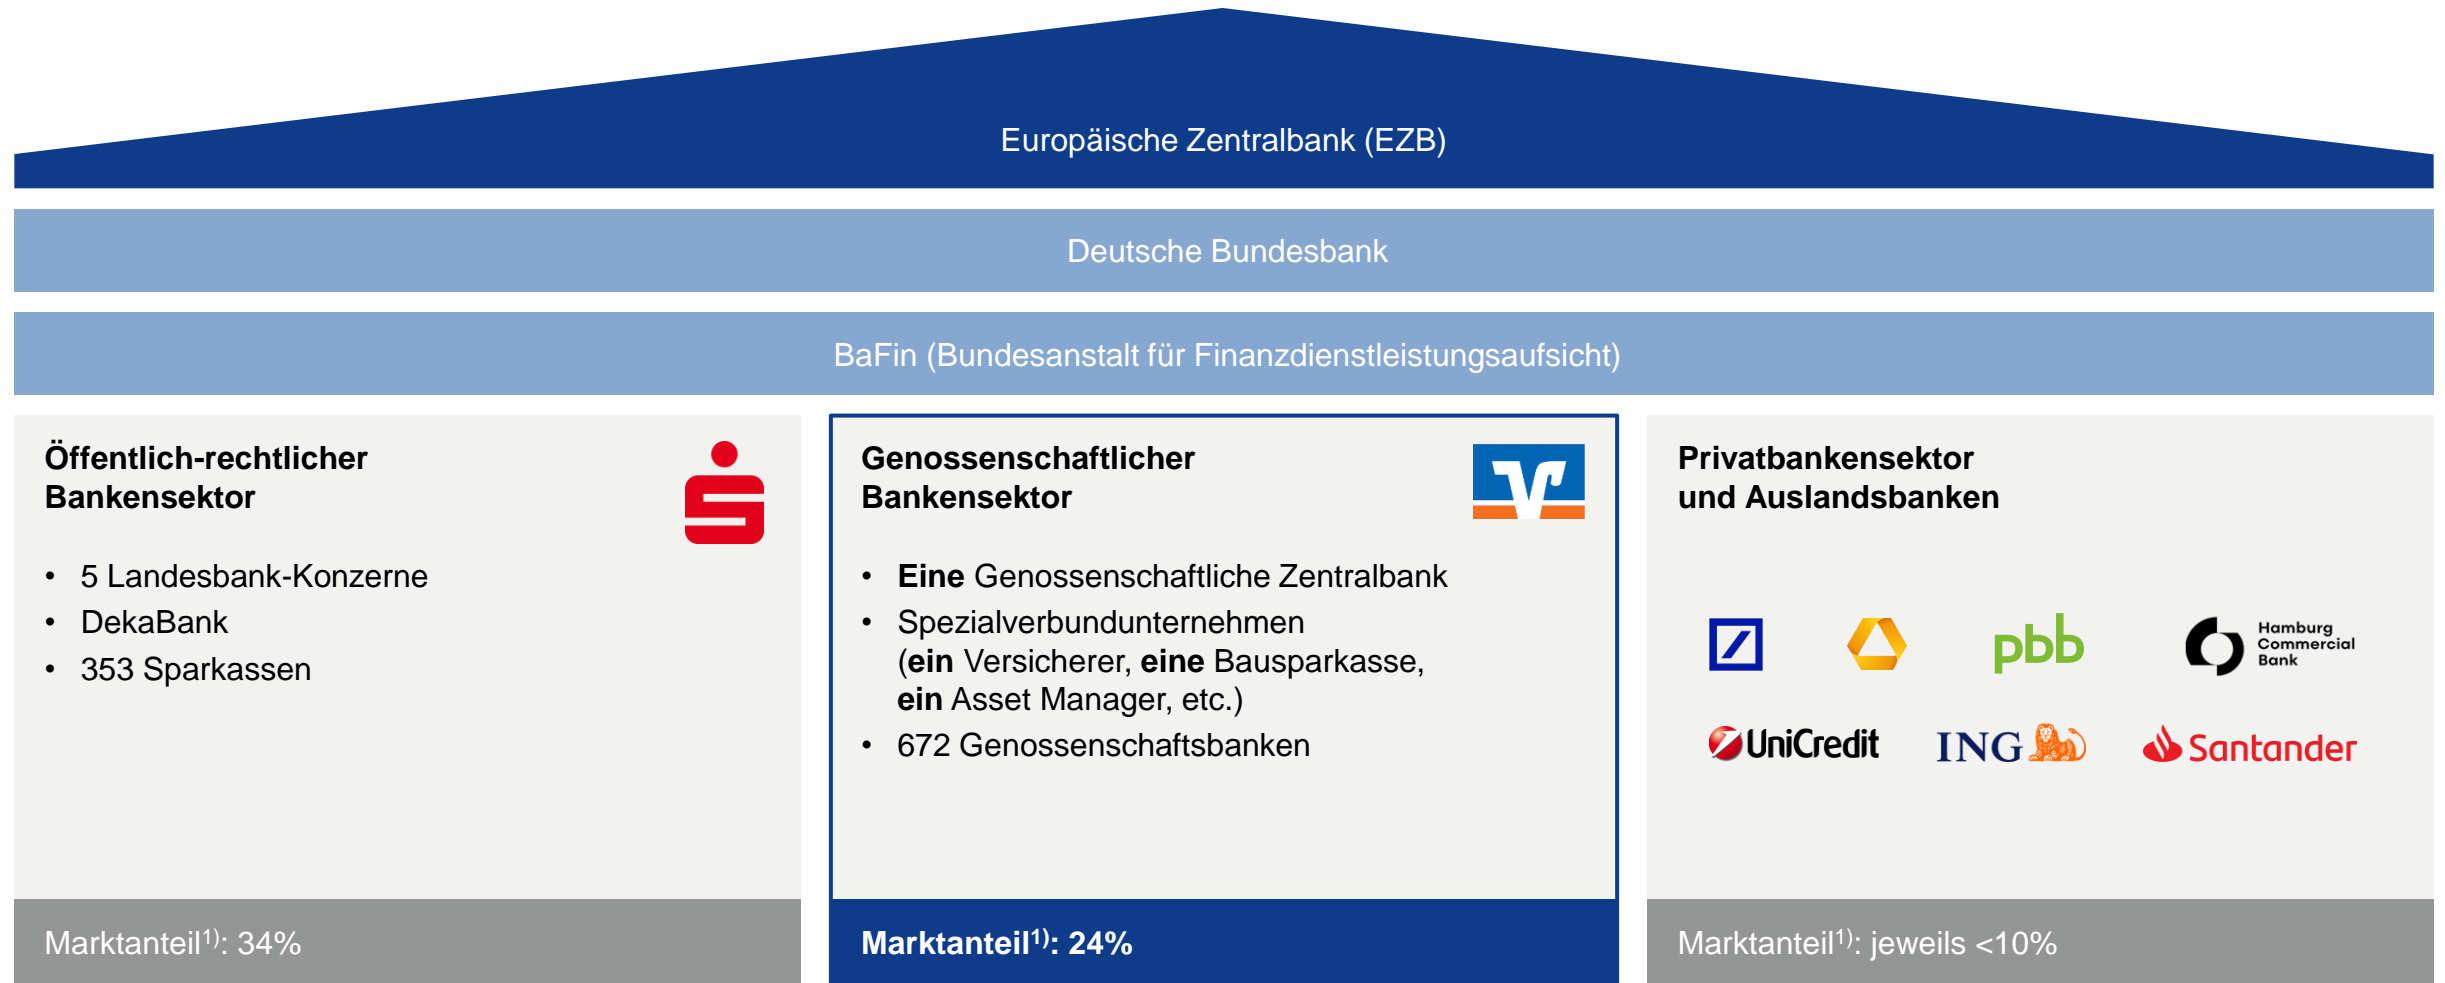 Europäische Zentralbank (EZB)
Deutsche Bundesbank
BaFin (Bundesanstalt für Finanzdienstleistungsaufsicht)
Öffentlich-rechtlicher
Bankensektor
• 5 Landesbank-Konzerne
• DekaBank
• 353 Sparkassen
Marktanteil¹⁾: 34%
Genossenschaftlicher
Bankensektor
• Eine Genossenschaftliche Zentralbank
• Spezialverbundunternehmen
(ein Versicherer, eine Bausparkasse,
ein Asset Manager, etc.)
• 672 Genossenschaftsbanken
Marktanteil¹⁾: 24%
Privatbankensektor
und Auslandsbanken
pbb
Hamburg
Commercial
Bank
UniCredit
ING
Santander
Marktanteil¹⁾: jeweils <10%